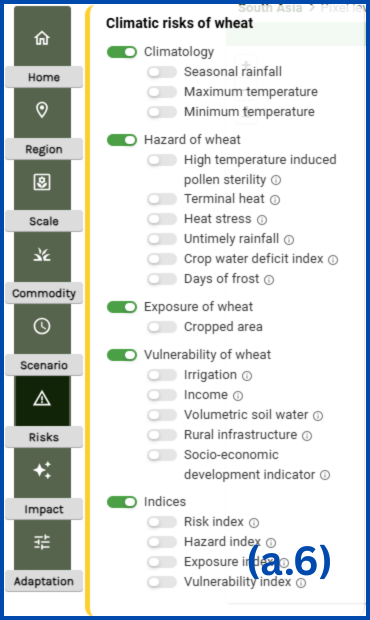 South Asia > Pixel lev
Climatic risks of wheat
Climatology
Seasonal rainfall
Maximum temperature
Minimum temperature
Hazard of wheat
High temperature induced
pollen sterility
Terminal heat
Heat stress
Untimely rainfall
Crop water deficit index
Days of frost
Exposure of wheat
Cropped area
Vulnerability of wheat
Irrigation
Income
Volumetric soil water
Rural infrastructure
Socio-economic
development indicator
Indices
Risk index
Hazard index
Exposure index
Vulnerability index
(a.6)
Home
Region
Scale
Commodity
Scenario
Risks
Impact
Adaptation